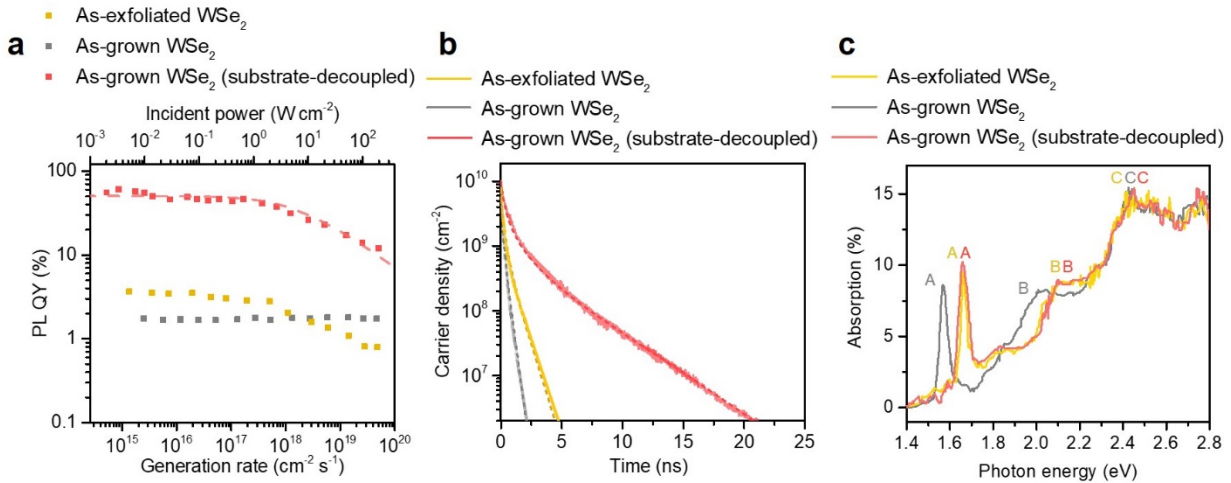 a
As-exfoliated WSe₂
As-grown WSe₂
As-grown WSe₂ (substrate-decoupled)
Incident power (W cm⁻²)
10⁻³ 10⁻² 10⁻¹ 10⁰ 10¹ 10²
PL QY (%)
100
10
1
0.1
10¹⁵ 10¹⁶ 10¹⁷ 10¹⁸ 10¹⁹ 10²⁰
Generation rate (cm⁻² s⁻¹)
b
As-exfoliated WSe₂
As-grown WSe₂
As-grown WSe₂ (substrate-decoupled)
Carrier density (cm⁻²)
10¹⁰
10⁹
10⁸
10⁷
0 5 10 15 20 25
Time (ns)
c
As-exfoliated WSe₂
As-grown WSe₂
As-grown WSe₂ (substrate-decoupled)
Absorption (%)
15
10
5
0
C C C
A A
B B
A
B
1.4 1.6 1.8 2.0 2.2 2.4 2.6 2.8
Photon energy (eV)